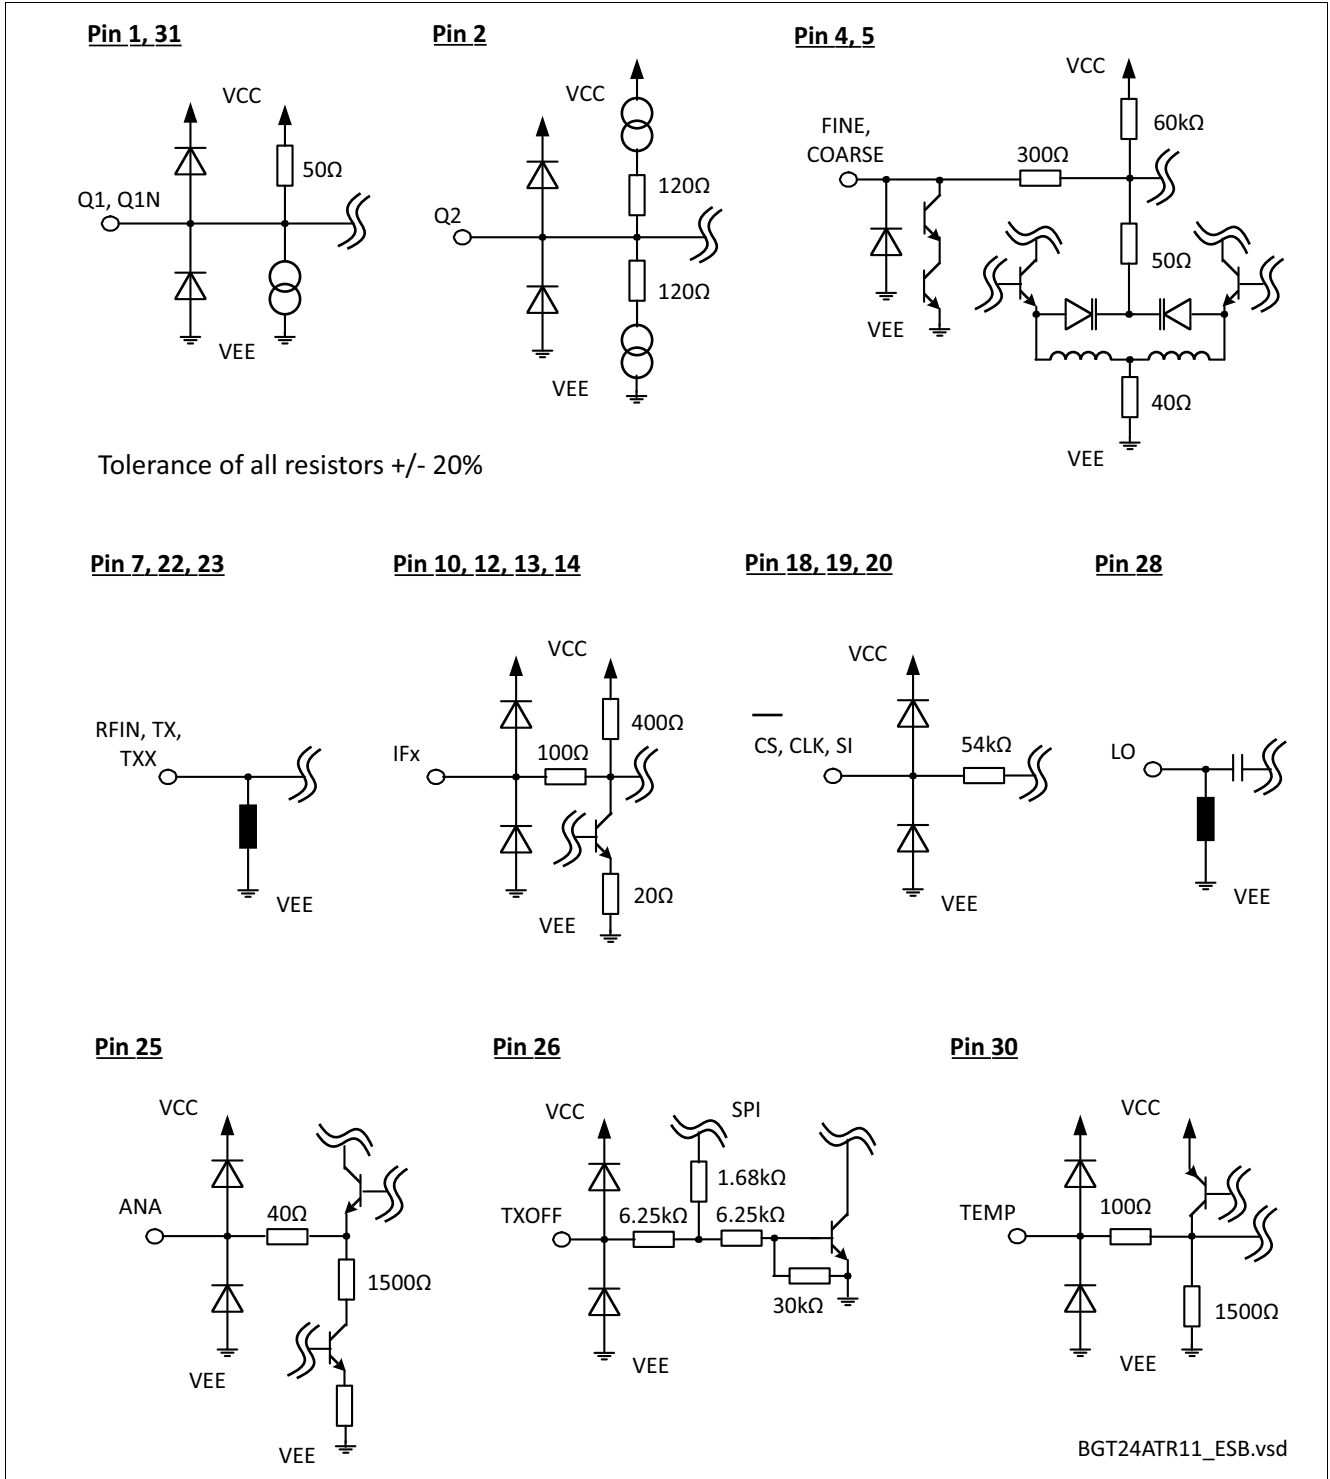 Pin 1, 31
VCC
50Ω
Q1, Q1N
VEE
Pin 2
VCC
120Ω
Q2
120Ω
VEE
Pin 4, 5
VCC
FINE,
COARSE
60kΩ
300Ω
50Ω
VEE
40Ω
VEE
Tolerance of all resistors +/- 20%
Pin 7, 22, 23
RFIN, TX,
TXX
VEE
Pin 10, 12, 13, 14
VCC
400Ω
100Ω
IFx
20Ω
VEE
Pin 18, 19, 20
VCC
CS, CLK, SI
54kΩ
VEE
Pin 28
LO
VEE
Pin 25
VCC
ANA
40Ω
1500Ω
VEE
VEE
Pin 26
VCC
SPI
1.68kΩ
TXOFF
6.25kΩ
6.25kΩ
30kΩ
VEE
Pin 30
VCC
TEMP
100Ω
1500Ω
VEE
BGT24ATR11_ESB.vsd